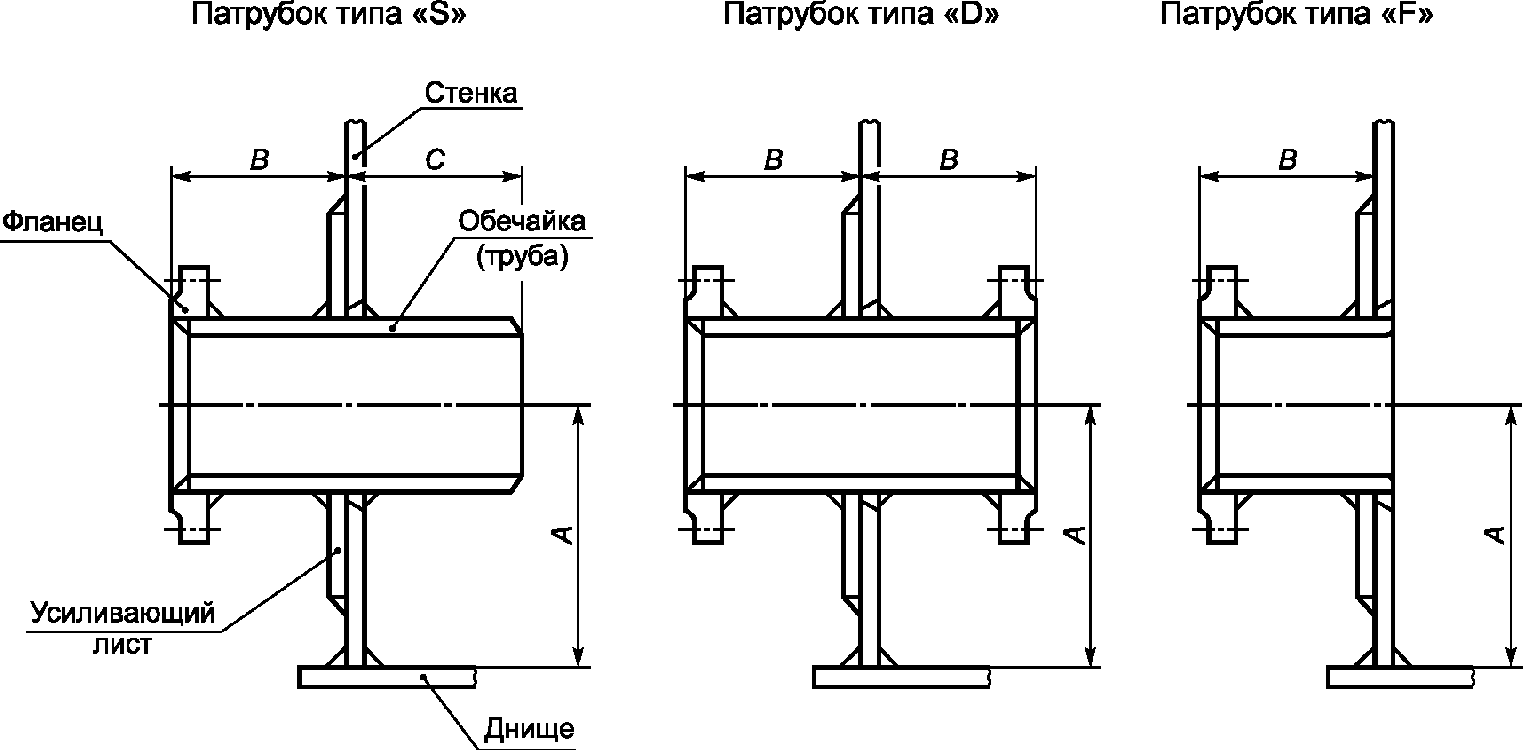 Патрубок типа «S»
Патрубок типа «D»
Патрубок типа «F»
Стенка
B
C
B
B
B
Фланец
Обечайка
(труба)
A
A
A
Усиливающий
лист
Днище